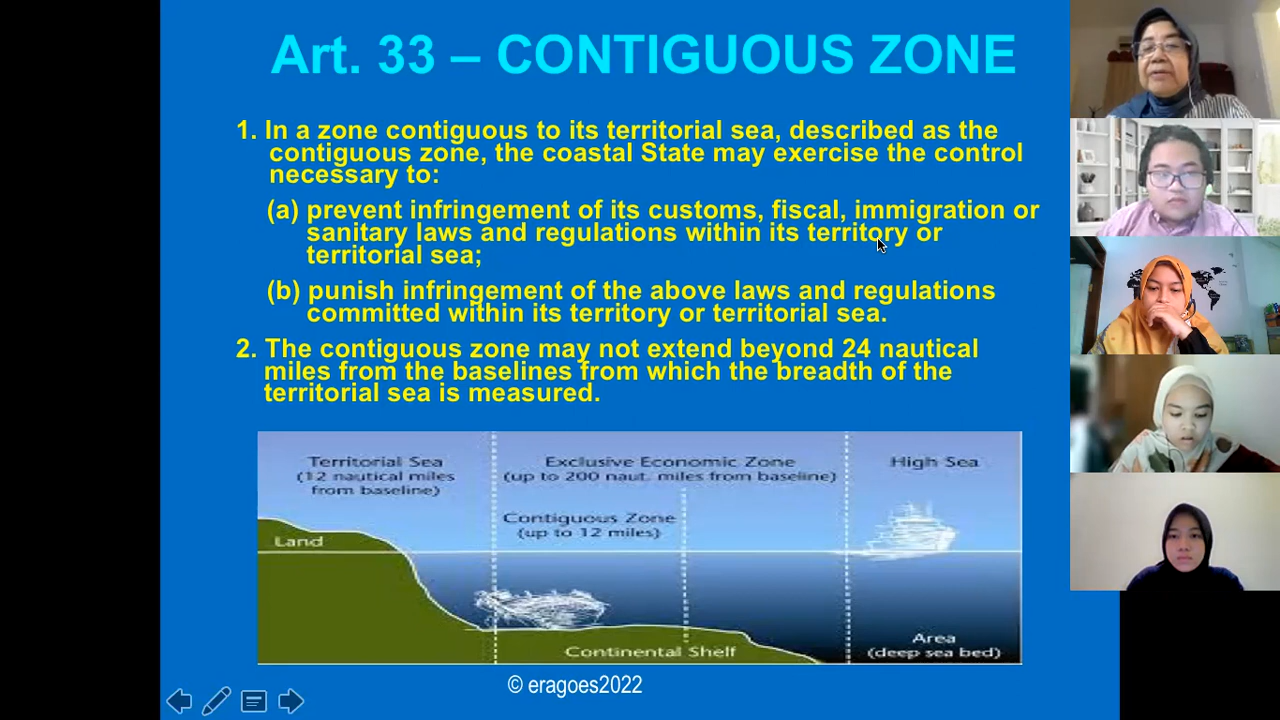 Art. 33 – CONTIGUOUS ZONE
1. In a zone contiguous to its territorial sea, described as the
contiguous zone, the coastal State may exercise the control
necessary to:
(a) prevent infringement of its customs, fiscal, immigration or
sanitary laws and regulations within its territory or
territorial sea;
(b) punish infringement of the above laws and regulations
committed within its territory or territorial sea.
2. The contiguous zone may not extend beyond 24 nautical
miles from the baselines from which the breadth of the
territorial sea is measured.
Territorial Sea
(12 nautical miles
from baseline)
Exclusive Economic Zone
(up to 200 naut. miles from baseline)
High Sea
Contiguous Zone
(up to 12 miles)
Land
Continental Shelf
Area
(deep sea bed)
© eragoes2022